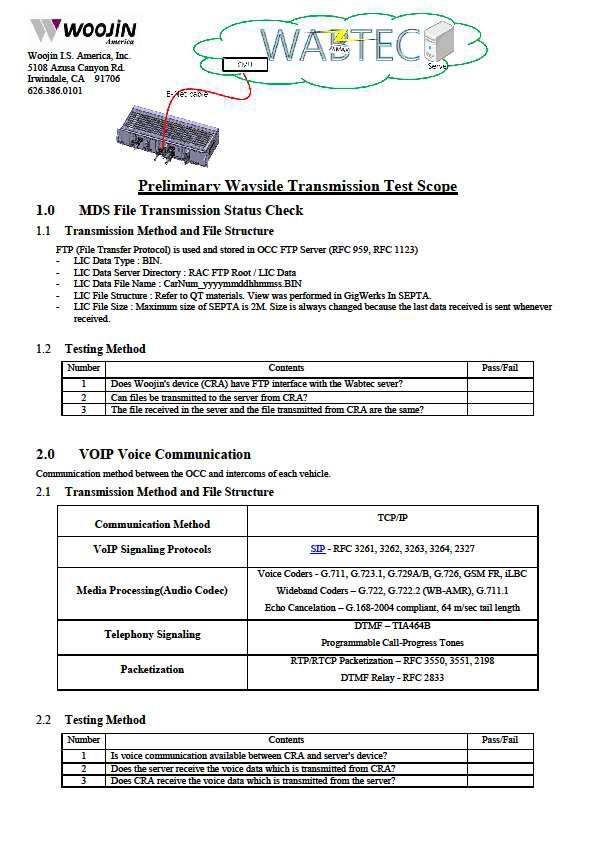 WOOJIN
America
Woojin I.S. America, Inc.
5108 Azusa Canyon Rd.
Irwindale, CA 91706
626.386.0101
WABTEC
Server
E-Net cable
Preliminary Wayside Transmission Test Scope
1.0 MDS File Transmission Status Check
1.1 Transmission Method and File Structure
FTP (File Transfer Protocol) is used and stored in OCC FTP Server (RFC 959, RFC 1123)
- LIC Data Type : BIN.
- LIC Data Server Directory : RAC FTP Root / LIC Data
- LIC Data File Name : CarNum_yyyymmddhhmmss.BIN
- LIC File Structure : Refer to QT materials. View was performed in GigWerks In SEPTA.
- LIC File Size : Maximum size of SEPTA is 2M. Size is always changed because the last data received is sent whenever
received.
1.2 Testing Method
Number Contents Pass/Fail
1 Does Woojin's device (CRA) have FTP interface with the Wabtec sever?
2 Can files be transmitted to the server from CRA?
3 The file received in the sever and the file transmitted from CRA are the same?
2.0 VOIP Voice Communication
Communication method between the OCC and intercoms of each vehicle.
2.1 Transmission Method and File Structure
Communication Method TCP/IP
VoIP Signaling Protocols SIP - RFC 3261, 3262, 3263, 3264, 2327
Media Processing(Audio Codec) Voice Coders - G.711, G.723.1, G.729A/B, G.726, GSM FR, iLBC
Wideband Coders – G.722, G.722.2 (WB-AMR), G.711.1
Echo Cancelation – G.168-2004 compliant, 64 m/sec tail length
Telephony Signaling DTMF – TIA464B
Programmable Call-Progress Tones
Packetization RTP/RTCP Packetization – RFC 3550, 3551, 2198
DTMF Relay - RFC 2833
2.2 Testing Method
Number Contents Pass/Fail
1 Is voice communication available between CRA and server's device?
2 Does the server receive the voice data which is transmitted from CRA?
3 Does CRA receive the voice data which is transmitted from the server?